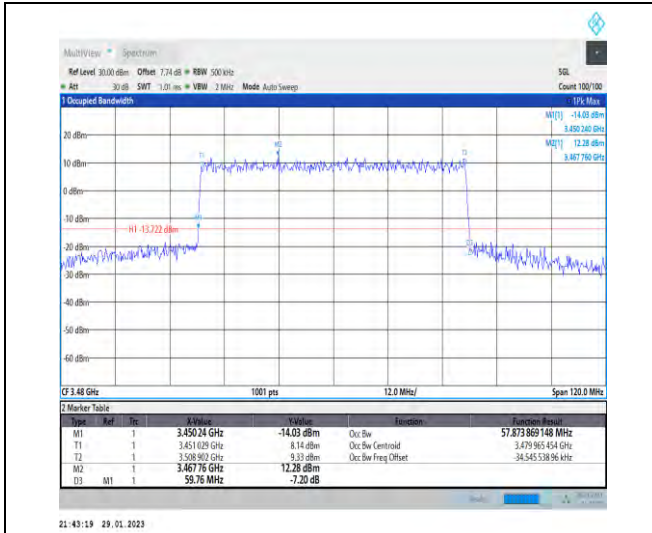 MultiView Spectrum
Ref Level 30.00 dBm Offset 7.74 dB RBW 500 kHz SGL
Att 30 dB SWT 1.01 ms VBW 2 MHz Mode Auto Sweep Count 100/100
1 Occupied Bandwidth 1Pk Max
M1[1] -14.03 dBm
3.450 240 GHz
M2[1] 12.28 dBm
3.467 760 GHz
20 dBm
M2
T1
T2
10 dBm
0 dBm
-10 dBm
M1
H1 -13.722 dBm
-20 dBm
D3
-30 dBm
-40 dBm
-50 dBm
-60 dBm
CF 3.48 GHz 1001 pts 12.0 MHz/ Span 120.0 MHz
2 Marker Table
Type Ref Trc X-Value Y-Value Function Function Result
M1 1 3.45024 GHz -14.03 dBm Occ Bw 57.873 869 148 MHz
T1 1 3.451 029 GHz 8.14 dBm Occ Bw Centroid 3.479 965 454 GHz
T2 1 3.508 902 GHz 9.33 dBm Occ Bw Freq Offset -34.545 538 96 kHz
M2 1 3.467 76 GHz 12.28 dBm
D3 M1 1 59.76 MHz -7.20 dB
21:43:19 29.01.2023